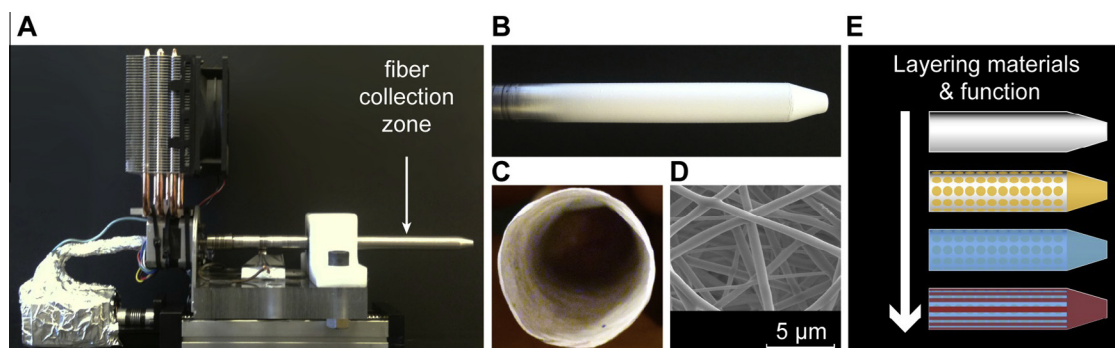 A
fiber
collection
zone
B
C
D
5 µm
E
Layering materials
& function